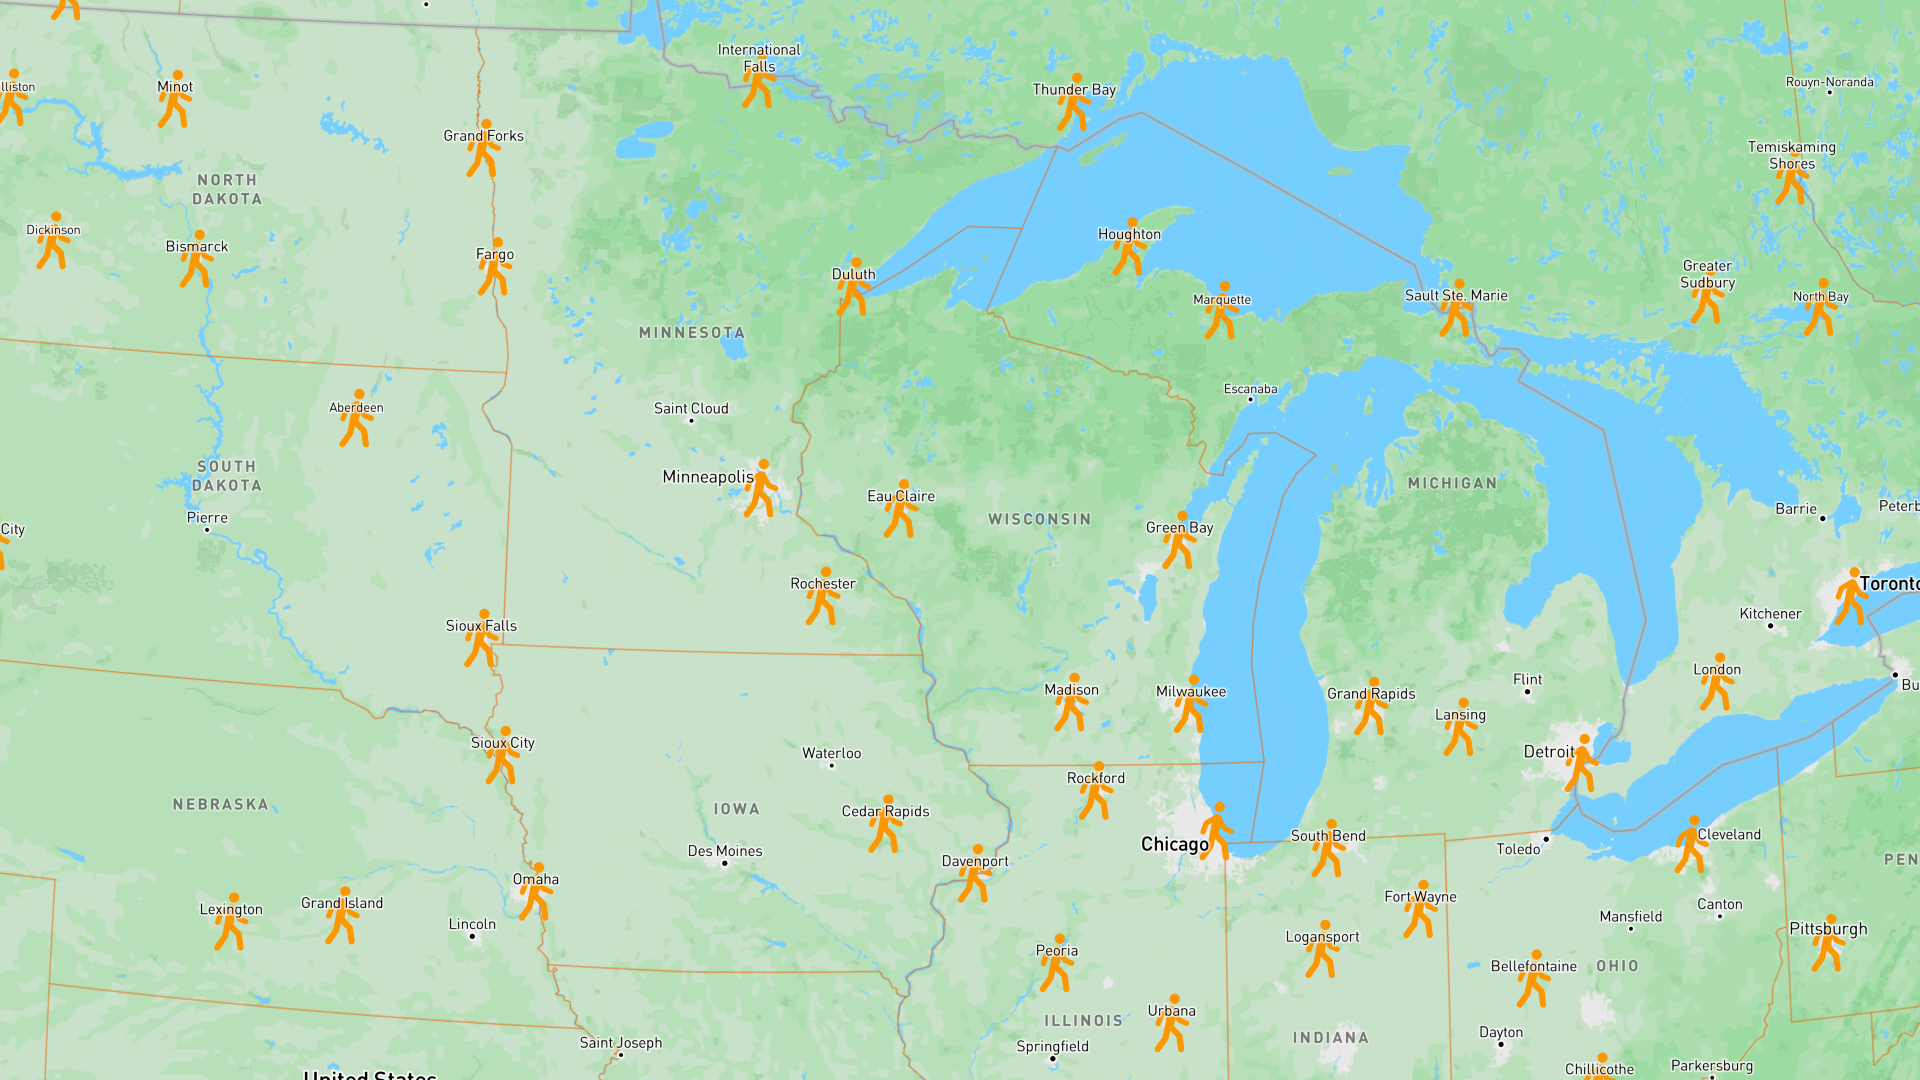 International
Falls
Rouyn-Noranda
lliston
Minot
Thunder Bay
Grand Forks
Temiskaming
Shores
NORTH
DAKOTA
Dickinson
Houghton
Bismarck
Fargo
Duluth
Greater
Sudbury
Marquette
Sault Ste. Marie
North Bay
MINNESOTA
Escanaba
Aberdeen
Saint Cloud
SOUTH
DAKOTA
Minneapolis
MICHIGAN
Eau Claire
Barrie
Peterb
Pierre
WISCONSIN
City
Green Bay
Rochester
Toronto
Kitchener
Sioux Falls
London
Flint
Bu
Madison
Milwaukee
Grand Rapids
Lansing
Sioux City
Waterloo
Detroit
Rockford
NEBRASKA
IOWA
Cedar Rapids
South Bend
Cleveland
Chicago
Des Moines
Toledo
Davenport
PEN
Omaha
Fort Wayne
Lexington
Grand Island
Canton
Lincoln
Mansfield
Pittsburgh
Peoria
Logansport
Bellefontaine
OHIO
Urbana
ILLINOIS
INDIANA
Dayton
Saint Joseph
Springfield
Chillicothe
Parkersburg
United States